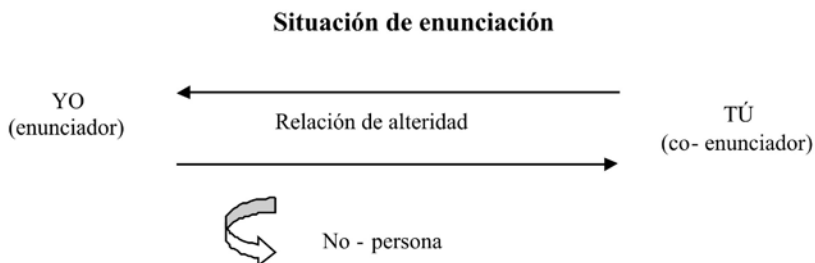 Situación de enunciación
YO
(enunciador)
Relación de alteridad
TÚ
(co- enunciador)
No - persona